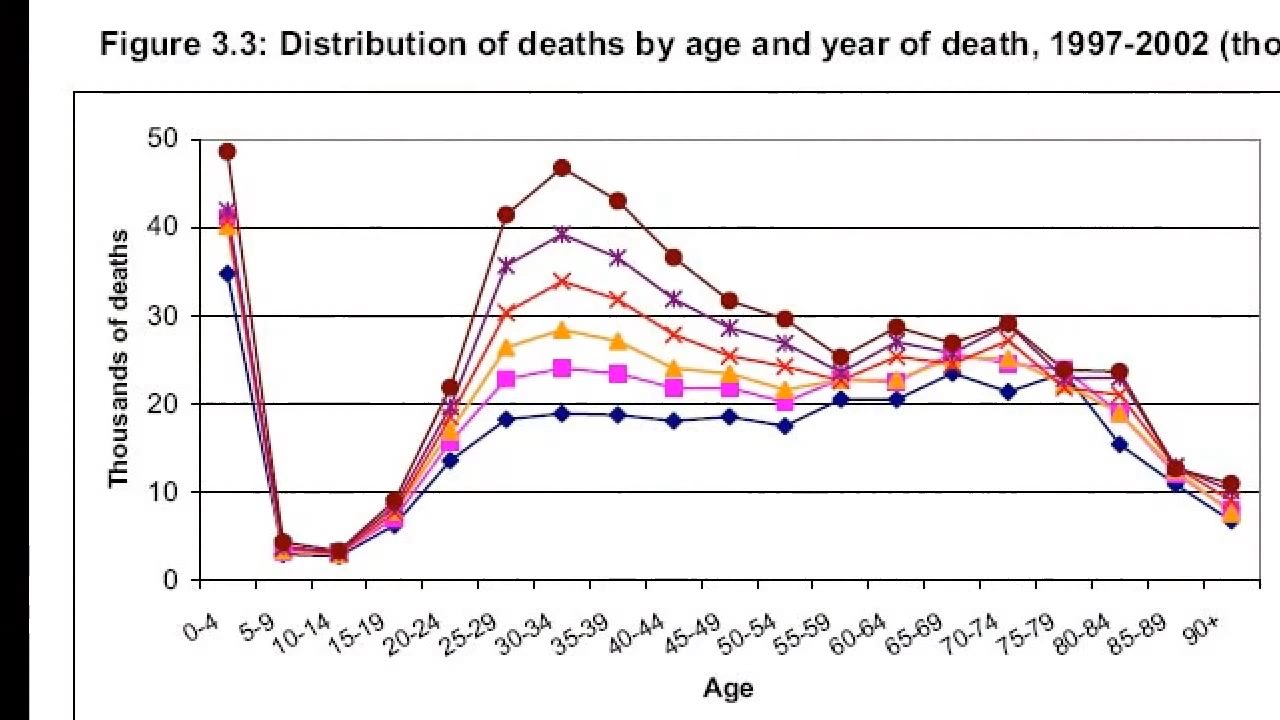 Figure 3.3: Distribution of deaths by age and year of death, 1997-2002 (tho
50
40
30
20
10
0
Thousands of deaths
0-4 5-9 10-14 15-19 20-24 25-29 30-34 35-39 40-44 45-49 50-54 55-59 60-64 65-69 70-74 75-79 80-84 85-89 90+
Age